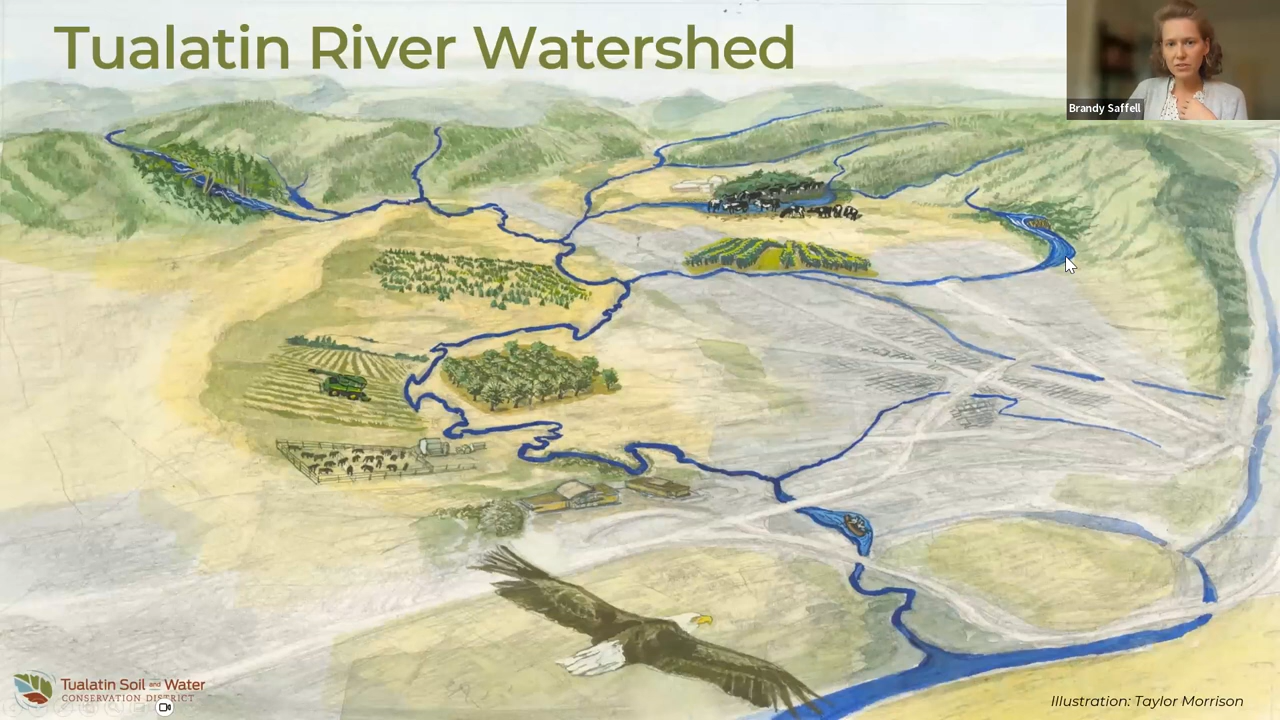 Tualatin River Watershed
Brandy Saffell
Tualatin Soil and Water
CONSERVATION DISTRICT
Illustration: Taylor Morrison